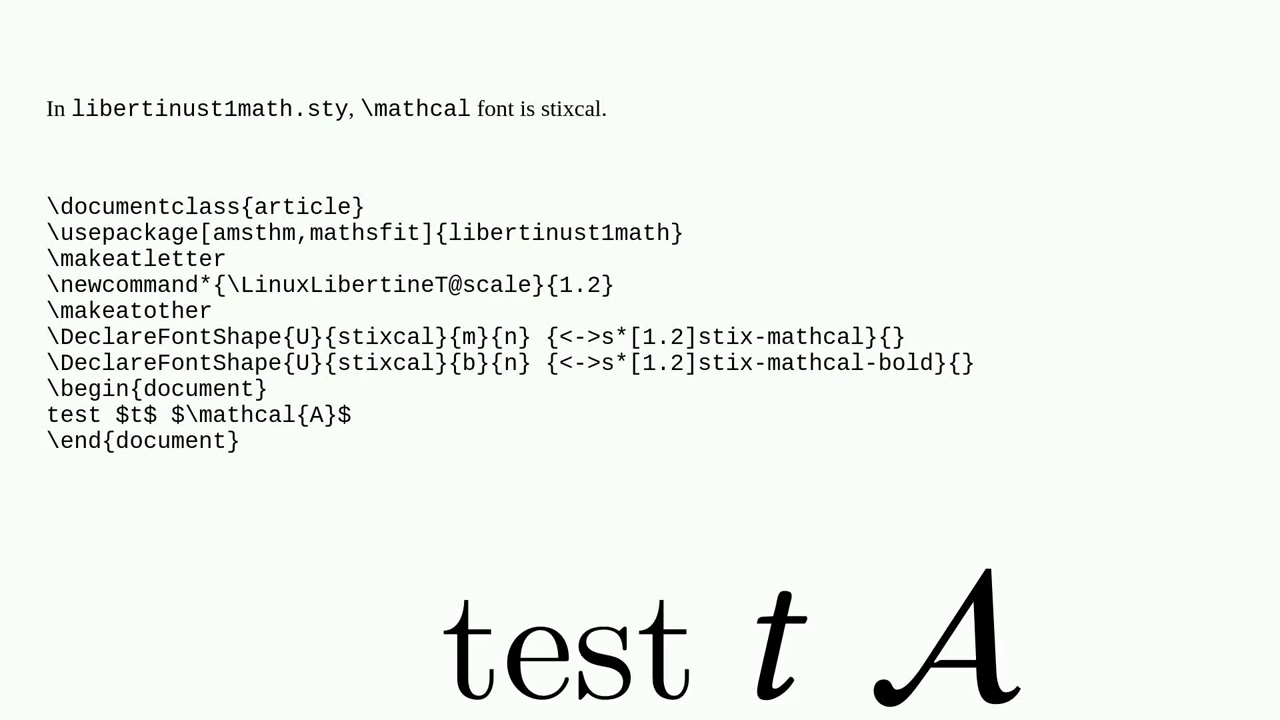 In libertinust1math.sty, \mathcal font is stixcal.
\documentclass{article}
\usepackage[amsthm,mathsfit]{libertinust1math}
\makeatletter
\newcommand*{\LinuxLibertineT@scale}{1.2}
\makeatother
\DeclareFontShape{U}{stixcal}{m}{n} {<->s*[1.2]stix-mathcal}{}
\DeclareFontShape{U}{stixcal}{b}{n} {<->s*[1.2]stix-mathcal-bold}{}
\begin{document}
test $t$ $\mathcal{A}$
\end{document}
test t A